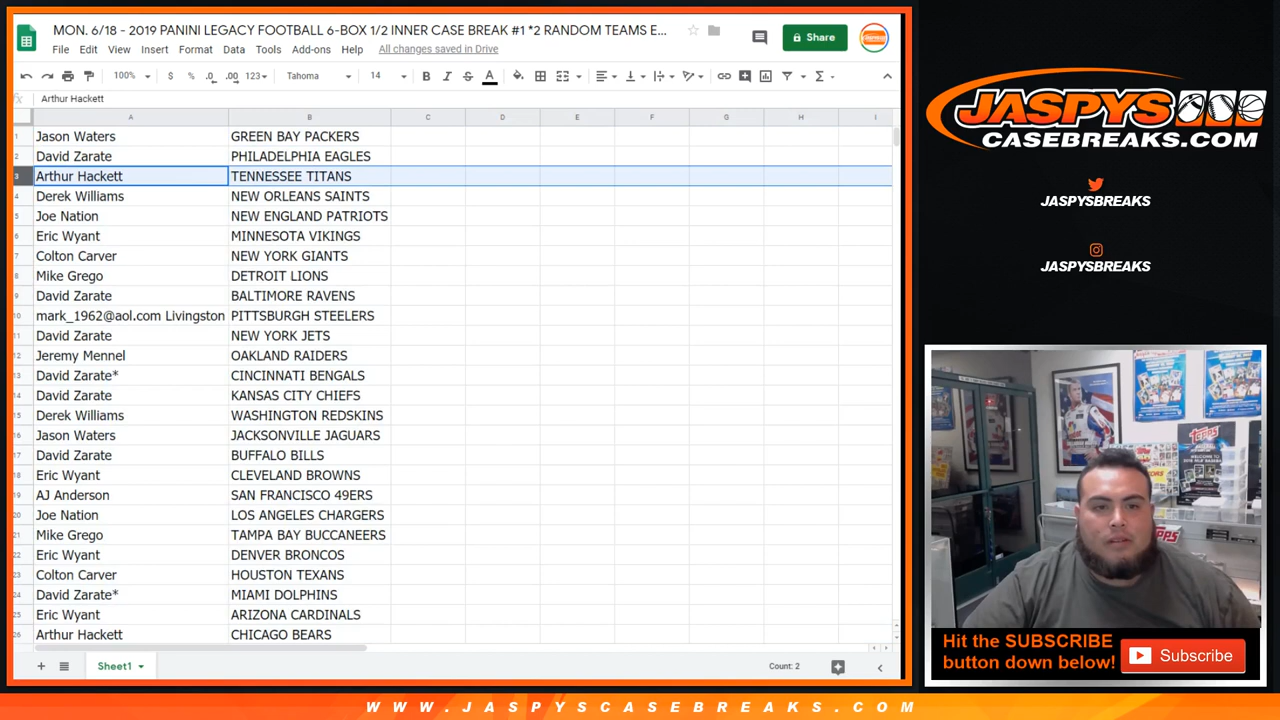 MON. 6/18 - 2019 PANINI LEGACY FOOTBALL 6-BOX 1/2 INNER CASE BREAK #1 *2 RANDOM TEAMS E...
File Edit View Insert Format Data Tools Add-ons Help All changes saved in Drive
Share
100% $ % .0 .00 123 Tahoma 14 B I S A
fx Arthur Hackett
A B C D E F G H I
1 Jason Waters GREEN BAY PACKERS
2 David Zarate PHILADELPHIA EAGLES
3 Arthur Hackett TENNESSEE TITANS
4 Derek Williams NEW ORLEANS SAINTS
5 Joe Nation NEW ENGLAND PATRIOTS
6 Eric Wyant MINNESOTA VIKINGS
7 Colton Carver NEW YORK GIANTS
8 Mike Grego DETROIT LIONS
9 David Zarate BALTIMORE RAVENS
10 mark_1962@aol.com Livingston PITTSBURGH STEELERS
11 David Zarate NEW YORK JETS
12 Jeremy Mennel OAKLAND RAIDERS
13 David Zarate* CINCINNATI BENGALS
14 David Zarate KANSAS CITY CHIEFS
15 Derek Williams WASHINGTON REDSKINS
16 Jason Waters JACKSONVILLE JAGUARS
17 David Zarate BUFFALO BILLS
18 Eric Wyant CLEVELAND BROWNS
19 AJ Anderson SAN FRANCISCO 49ERS
20 Joe Nation LOS ANGELES CHARGERS
21 Mike Grego TAMPA BAY BUCCANEERS
22 Eric Wyant DENVER BRONCOS
23 Colton Carver HOUSTON TEXANS
24 David Zarate* MIAMI DOLPHINS
25 Eric Wyant ARIZONA CARDINALS
26 Arthur Hackett CHICAGO BEARS
Sheet1
Count: 2
JASPYS
CASEBREAKS.COM
JASPYSBREAKS
JASPYSBREAKS
topps
Hit the SUBSCRIBE
button down below!
Subscribe
WWW.JASPYSCASEBREAKS.COM